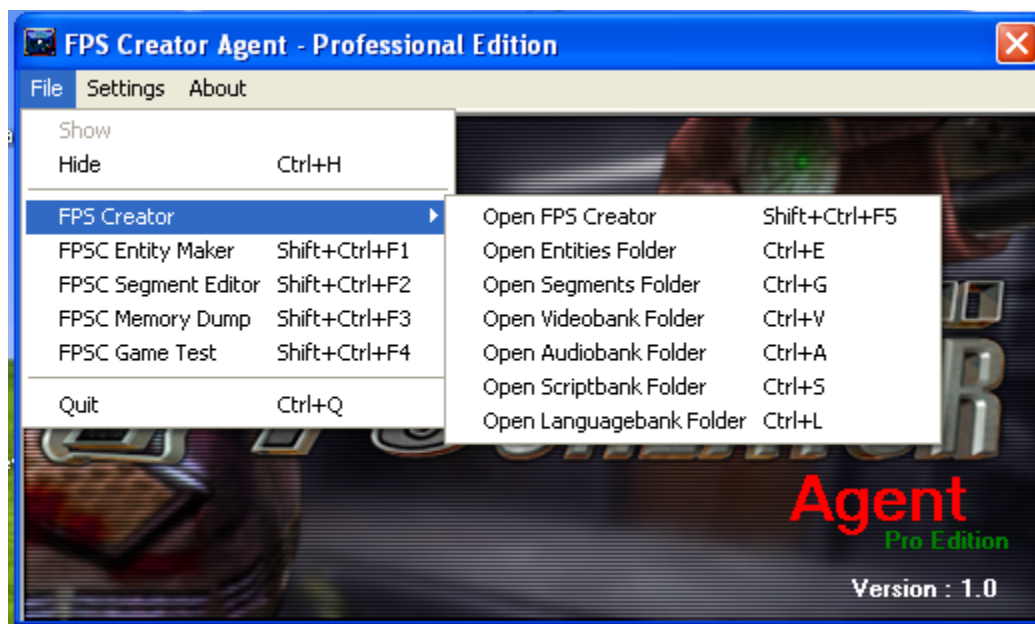 FPS Creator Agent - Professional Edition
File Settings About
Show
Hide Ctrl+H
FPS Creator
FPSC Entity Maker Shift+Ctrl+F1
FPSC Segment Editor Shift+Ctrl+F2
FPSC Memory Dump Shift+Ctrl+F3
FPSC Game Test Shift+Ctrl+F4
Quit Ctrl+Q
Open FPS Creator Shift+Ctrl+F5
Open Entities Folder Ctrl+E
Open Segments Folder Ctrl+G
Open Videobank Folder Ctrl+V
Open Audiobank Folder Ctrl+A
Open Scriptbank Folder Ctrl+S
Open Languagebank Folder Ctrl+L
Agent
Pro Edition
Version : 1.0